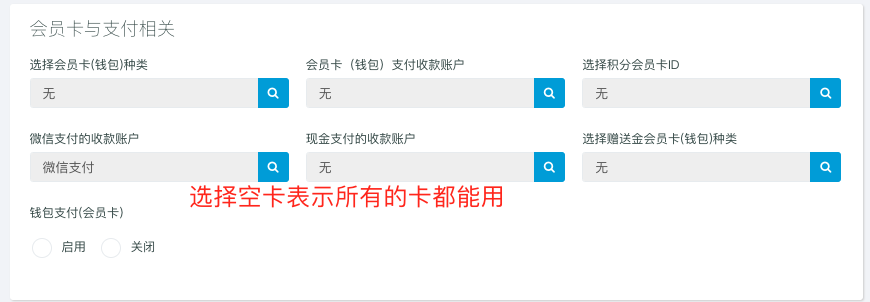 会员卡与支付相关
选择会员卡(钱包)种类
会员卡（钱包）支付收款账户
选择积分会员卡ID
无
无
无
微信支付的收款账户
现金支付的收款账户
选择赠送金会员卡(钱包)种类
微信支付
无
无
选择空卡表示所有的卡都能用
钱包支付(会员卡)
启用
关闭